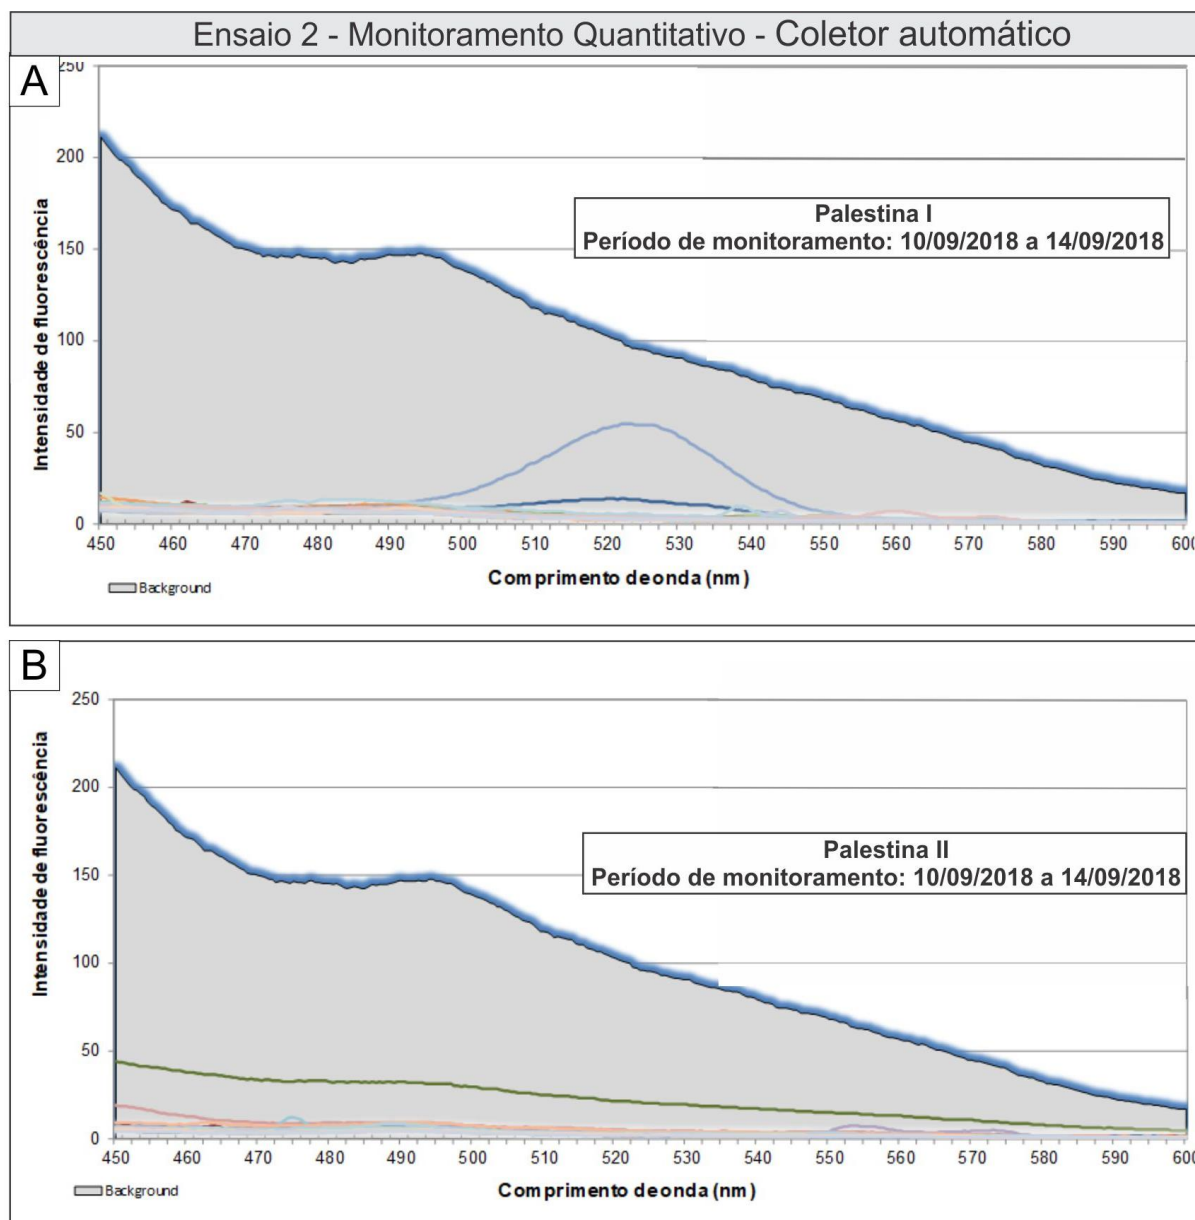 Ensaio 2 - Monitoramento Quantitativo - Coletor automático
A
250
200
150
100
50
0
Intensidade de fluorescência
Palestina I
Período de monitoramento: 10/09/2018 a 14/09/2018
450 460 470 480 490 500 510 520 530 540 550 560 570 580 590 600
Comprimento deonda (nm)
Background
B
250
200
150
100
50
0
Intensidade de fluorescência
Palestina II
Período de monitoramento: 10/09/2018 a 14/09/2018
450 460 470 480 490 500 510 520 530 540 550 560 570 580 590 600
Comprimento deonda (nm)
Background